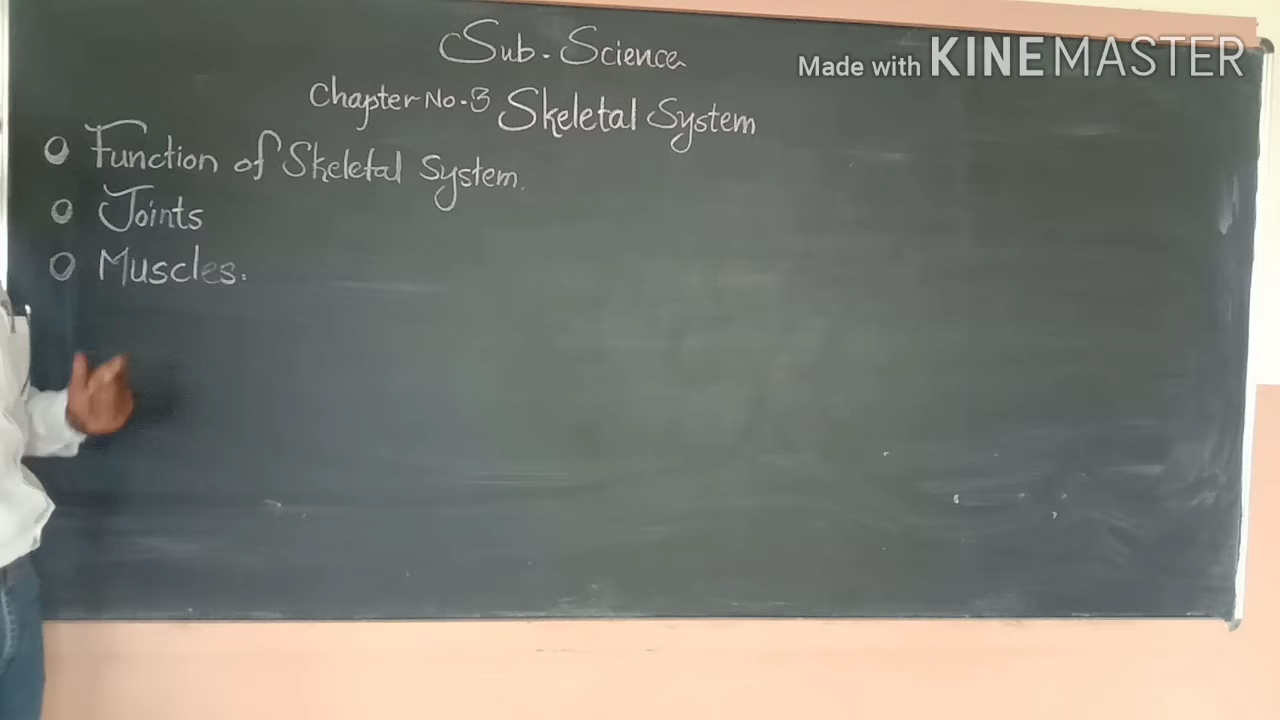 Sub-Science
Made with KINEMASTER
Chapter No.3 Skeletal System
Function of Skeletal System.
Joints
Muscles.